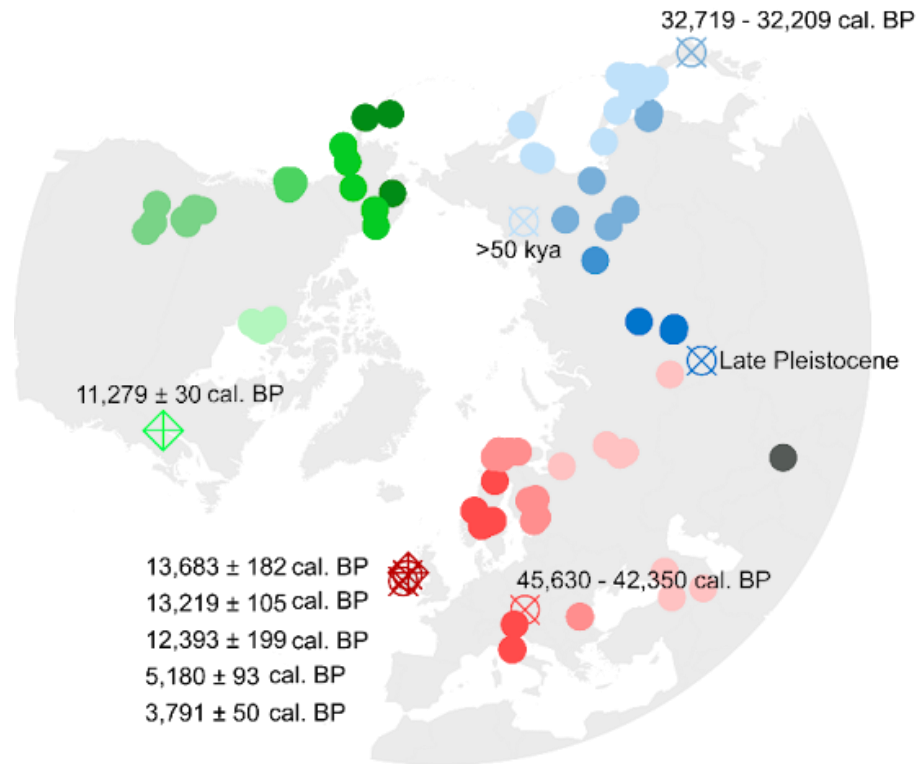 32,719 - 32,209 cal. BP
>50 kya
Late Pleistocene
11,279 ± 30 cal. BP
13,683 ± 182 cal. BP
45,630 - 42,350 cal. BP
13,219 ± 105 cal. BP
12,393 ± 199 cal. BP
5,180 ± 93 cal. BP
3,791 ± 50 cal. BP